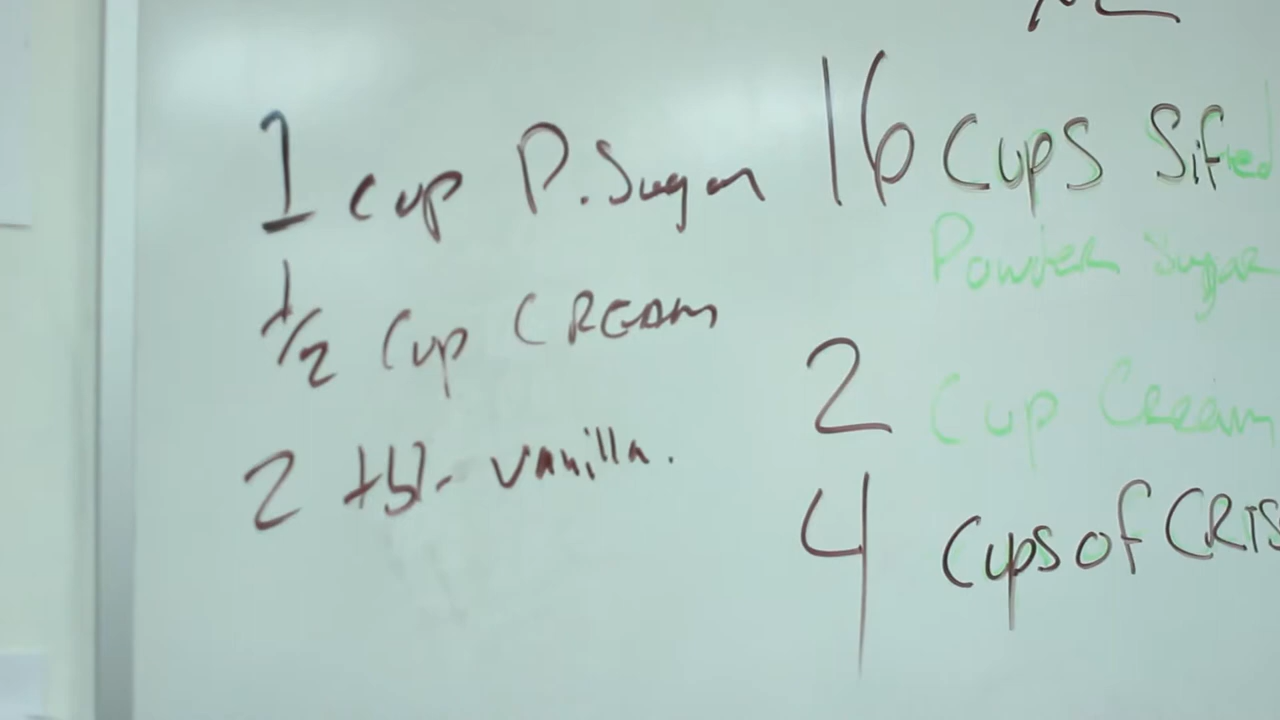 1 cup P. Sugar
1/2 Cup CREAM
2 tbl. vanilla.
16 Cups Sifted
Powder Sugar
2 Cup Cream
4 Cups of CRIS